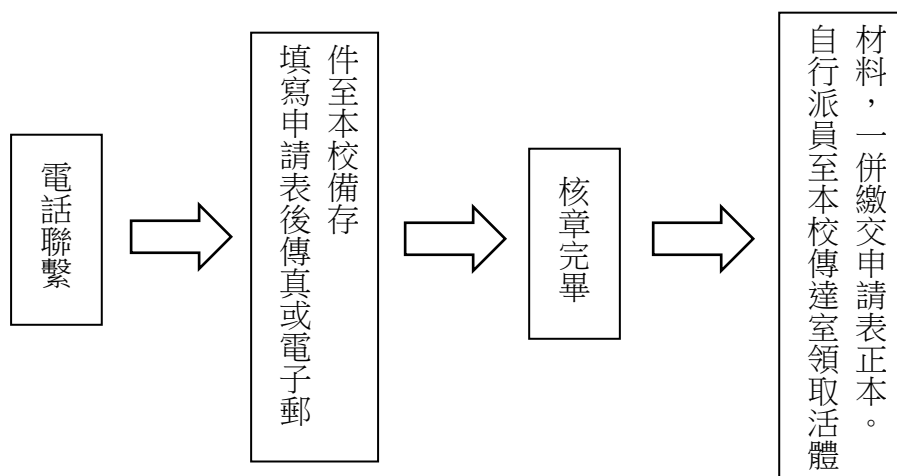 電話聯繫
填寫申請表後傳真或電子郵
件至本校備存
核章完畢
自行派員至本校傳達室領取活體
材料，一併繳交申請表正本。